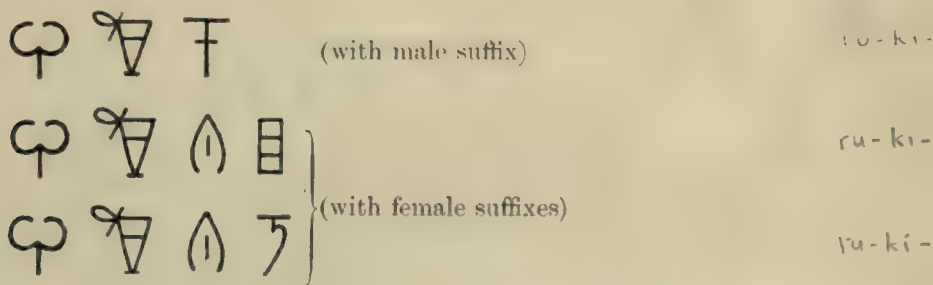 𐀬 𐀑 𐀵 (with male suffix) ru-ki-
𐀬 𐀑 𐀴 𐀊 ru-ki-
(with female suffixes)
𐀬 𐀑 𐀴 𐀍 ru-ki-